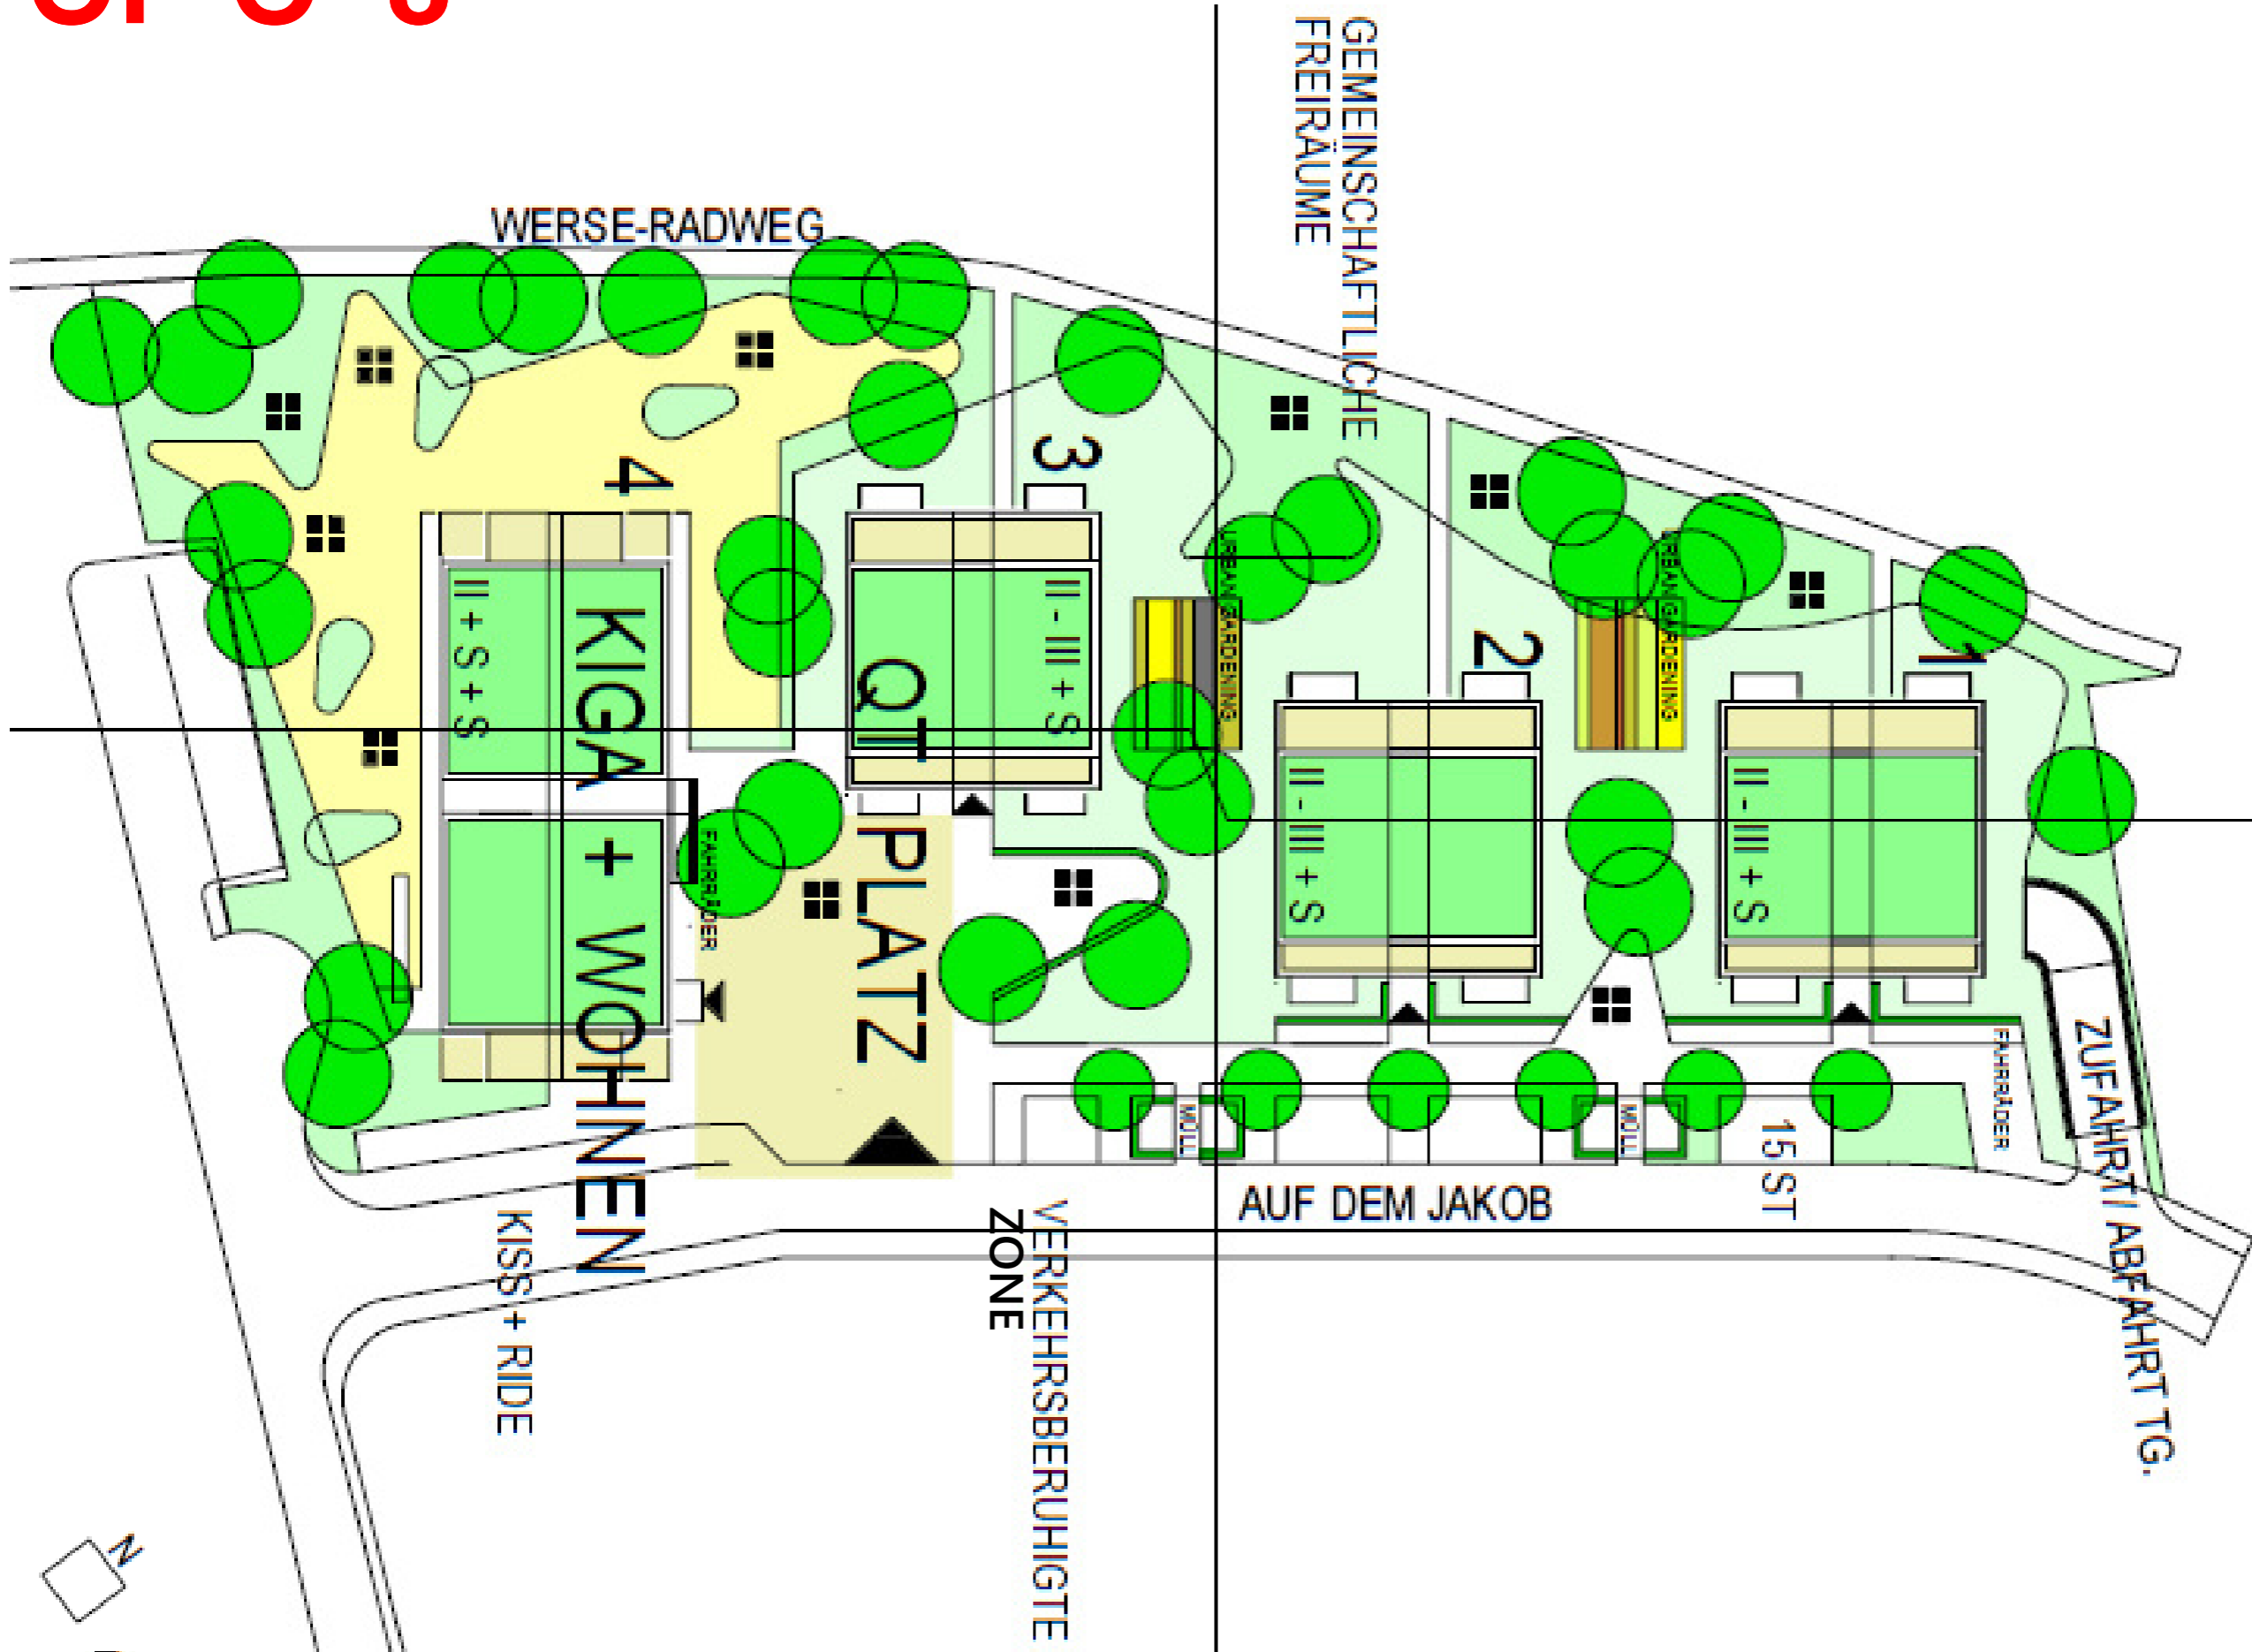 WERSE-RADWEG
GEMEINSCHAFTLICHE
FREIRÄUME
4
3
2
1
II + S + S
KIGA + WOHNEN
QT PLATZ
II - III + S
URBAN GARDENING
II - III + S
URBAN GARDENING
II - III + S
FAHRRÄDER
FAHRRÄDER
ZUFAHRT/ ABFAHRT TG.
MÜLL
MÜLL
15 ST
AUF DEM JAKOB
KISS + RIDE
VERKEHRSBERUHIGTE
ZONE
N